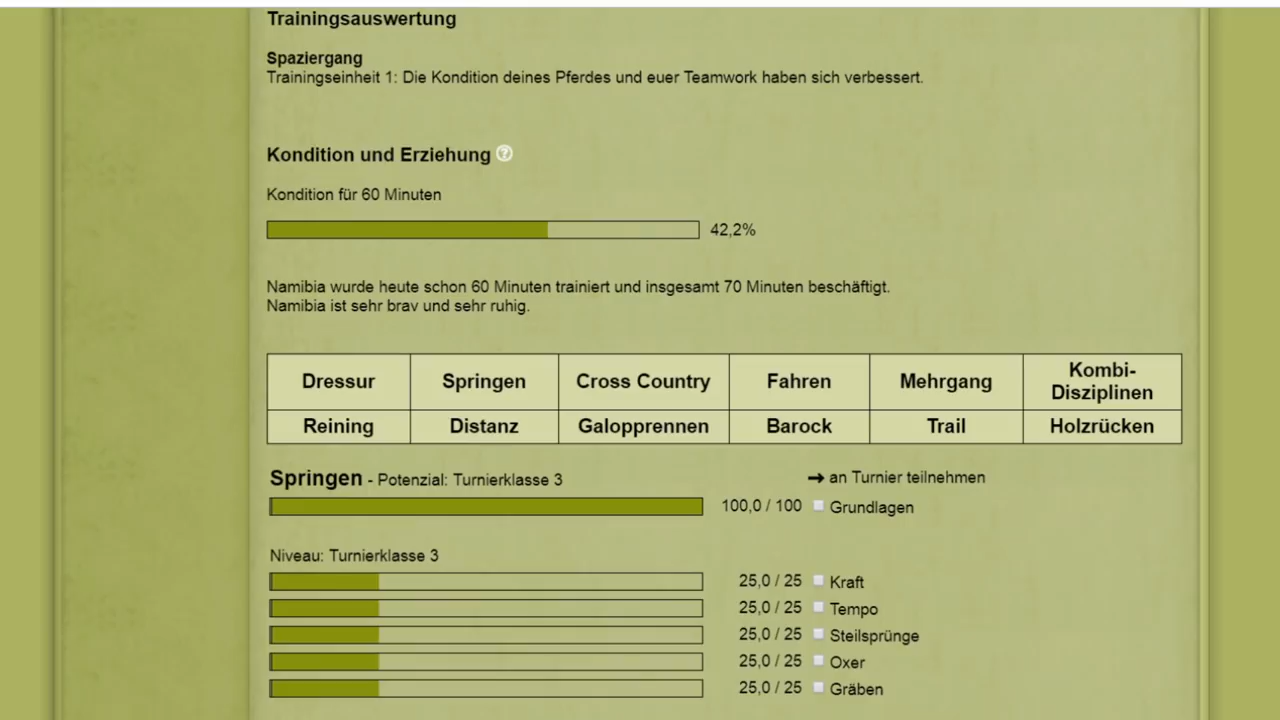 Trainingsauswertung
Spaziergang
Trainingseinheit 1: Die Kondition deines Pferdes und euer Teamwork haben sich verbessert.
Kondition und Erziehung ?
Kondition für 60 Minuten
42,2%
Namibia wurde heute schon 60 Minuten trainiert und insgesamt 70 Minuten beschäftigt.
Namibia ist sehr brav und sehr ruhig.
Dressur Springen Cross Country Fahren Mehrgang Kombi-Disziplinen
Reining Distanz Galopprennen Barock Trail Holzrücken
Springen - Potenzial: Turnierklasse 3 → an Turnier teilnehmen
100,0 / 100 Grundlagen
Niveau: Turnierklasse 3
25,0 / 25 Kraft
25,0 / 25 Tempo
25,0 / 25 Steilsprünge
25,0 / 25 Oxer
25,0 / 25 Gräben